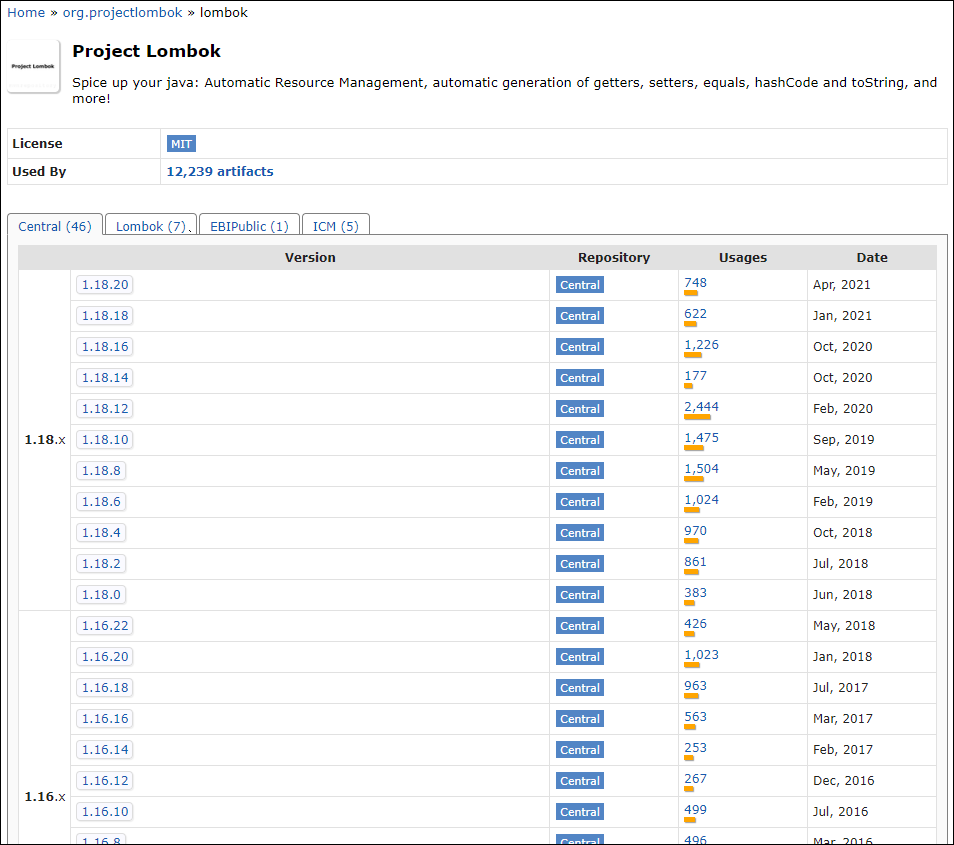 Home » org.projectlombok » lombok
Project Lombok
Project Lombok
Spice up your java: Automatic Resource Management, automatic generation of getters, setters, equals, hashCode and toString, and
more!
License MIT
Used By 12,239 artifacts
Central (46) Lombok (7) EBIPublic (1) ICM (5)
Version Repository Usages Date
1.18.20 Central 748 Apr, 2021
1.18.18 Central 622 Jan, 2021
1.18.16 Central 1,226 Oct, 2020
1.18.14 Central 177 Oct, 2020
1.18.12 Central 2,444 Feb, 2020
1.18.x 1.18.10 Central 1,475 Sep, 2019
1.18.8 Central 1,504 May, 2019
1.18.6 Central 1,024 Feb, 2019
1.18.4 Central 970 Oct, 2018
1.18.2 Central 861 Jul, 2018
1.18.0 Central 383 Jun, 2018
1.16.22 Central 426 May, 2018
1.16.20 Central 1,023 Jan, 2018
1.16.18 Central 963 Jul, 2017
1.16.16 Central 563 Mar, 2017
1.16.14 Central 253 Feb, 2017
1.16.12 Central 267 Dec, 2016
1.16.x 1.16.10 Central 499 Jul, 2016
1.16.8 Central 496 Mar, 2016